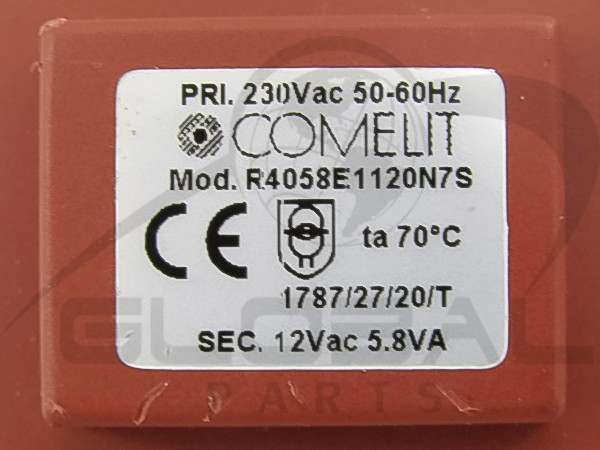 PRI. 230Vac 50-60Hz
COMELIT
Mod. R4058E1120N7S
CE
ta 70°C
1787/27/20/T
SEC. 12Vac 5.8VA
GLOBAL
PARTS